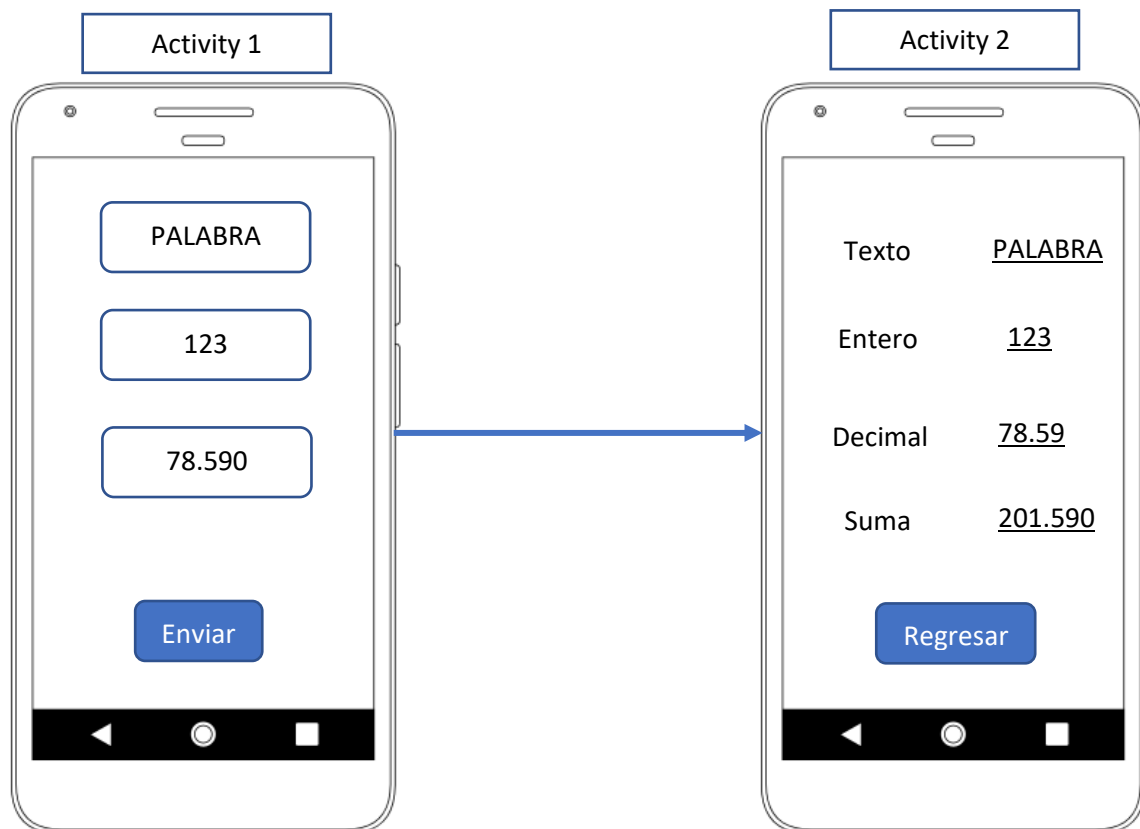 Activity 1
Activity 2
PALABRA
123
78.590
Enviar
Texto PALABRA
Entero 123
Decimal 78.59
Suma 201.590
Regresar